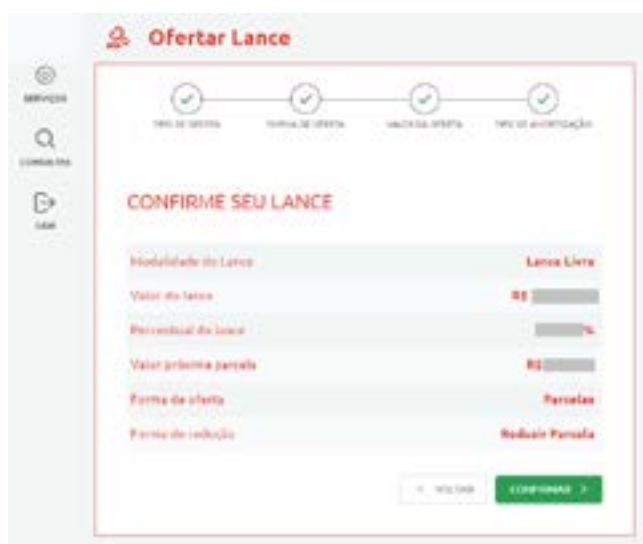 Ofertar Lance
SERVIÇOS
CONSULTAS
SAIR
TIPO DE OFERTA
FORMA DE OFERTA
VALOR DA OFERTA
TIPO DE AMORTIZAÇÃO
CONFIRME SEU LANCE
Modalidade do Lance Lance Livre
Valor do lance R$
Percentual do lance %
Valor próxima parcela R$
Forma de oferta Parcelas
Forma de redução Reduzir Parcela
< VOLTAR CONFIRMAR >